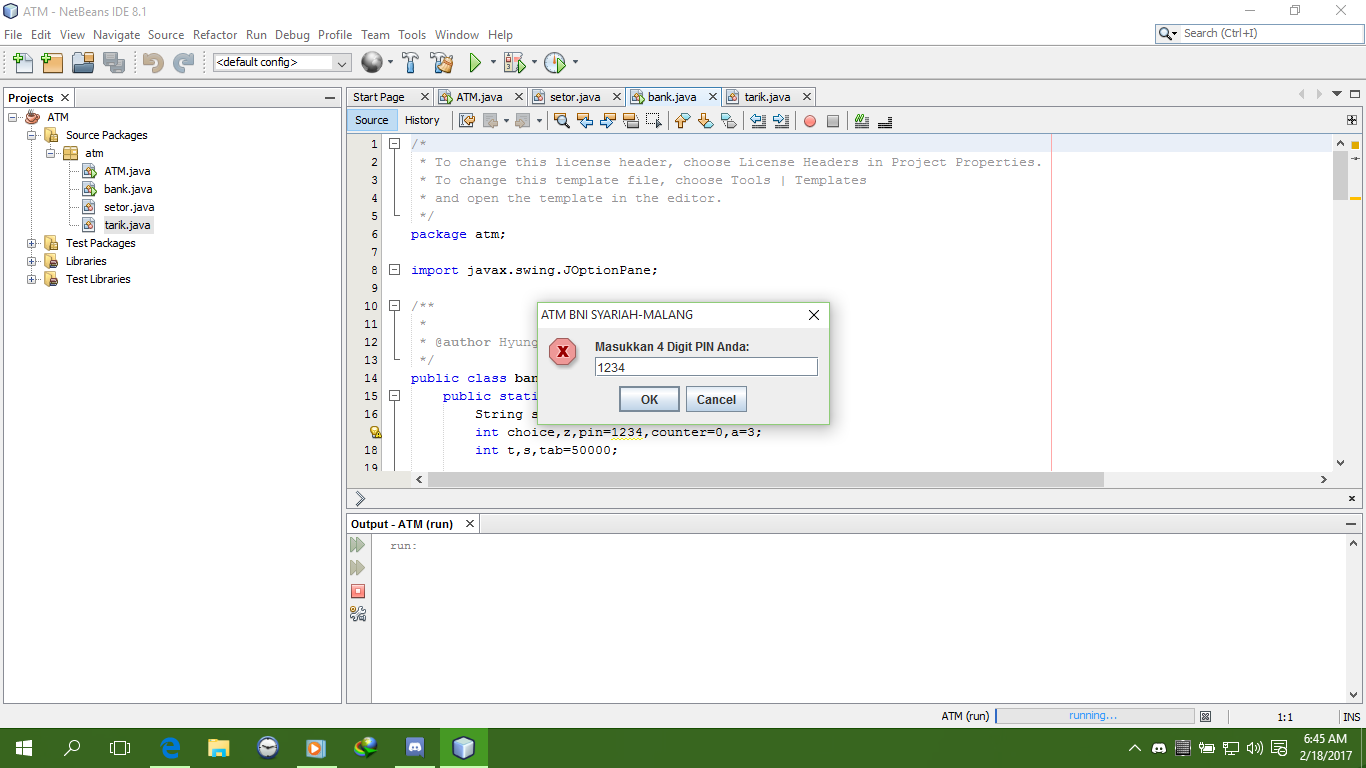 ATM - NetBeans IDE 8.1
File Edit View Navigate Source Refactor Run Debug Profile Team Tools Window Help
Search (Ctrl+I)
<default config>
Projects
ATM
Source Packages
atm
ATM.java
bank.java
setor.java
tarik.java
Test Packages
Libraries
Test Libraries
Start Page ATM.java setor.java bank.java tarik.java
Source History
1 /*
2 * To change this license header, choose License Headers in Project Properties.
3 * To change this template file, choose Tools | Templates
4 * and open the template in the editor.
5 */
6 package atm;
7
8 import javax.swing.JOptionPane;
9
10 /**
11 *
12 * @author Hyung
13 */
14 public class ban
15 public stati
16 String s
int choice,z,pin=1234,counter=0,a=3;
18 int t,s,tab=50000;
19
ATM BNI SYARIAH-MALANG
Masukkan 4 Digit PIN Anda:
1234
OK Cancel
Output - ATM (run)
run:
ATM (run) running... 1:1 INS
6:45 AM
2/18/2017